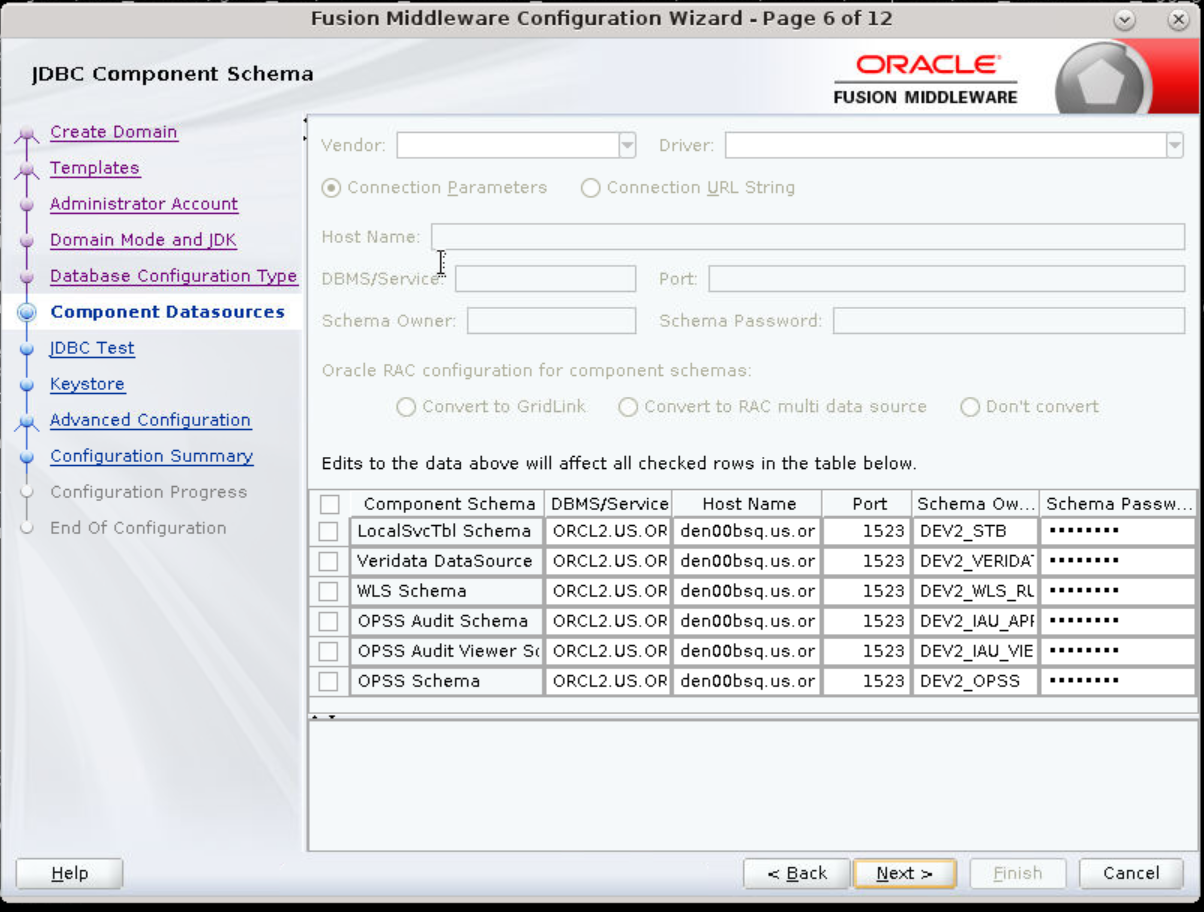 Fusion Middleware Configuration Wizard - Page 6 of 12
JDBC Component Schema
ORACLE
FUSION MIDDLEWARE
Create Domain
Templates
Administrator Account
Domain Mode and JDK
Database Configuration Type
Component Datasources
JDBC Test
Keystore
Advanced Configuration
Configuration Summary
Configuration Progress
End Of Configuration
Vendor: Driver:
Connection Parameters Connection URL String
Host Name:
DBMS/Service: Port:
Schema Owner: Schema Password:
Oracle RAC configuration for component schemas:
Convert to GridLink Convert to RAC multi data source Don't convert
Edits to the data above will affect all checked rows in the table below.
Component Schema DBMS/Service Host Name Port Schema Ow... Schema Passw...
LocalSvcTbl Schema ORCL2.US.OR den00bsq.us.or 1523 DEV2_STB ••••••••
Veridata DataSource ORCL2.US.OR den00bsq.us.or 1523 DEV2_VERIDAT ••••••••
WLS Schema ORCL2.US.OR den00bsq.us.or 1523 DEV2_WLS_RU ••••••••
OPSS Audit Schema ORCL2.US.OR den00bsq.us.or 1523 DEV2_IAU_APP ••••••••
OPSS Audit Viewer Sc ORCL2.US.OR den00bsq.us.or 1523 DEV2_IAU_VIE ••••••••
OPSS Schema ORCL2.US.OR den00bsq.us.or 1523 DEV2_OPSS ••••••••
Help < Back Next > Finish Cancel